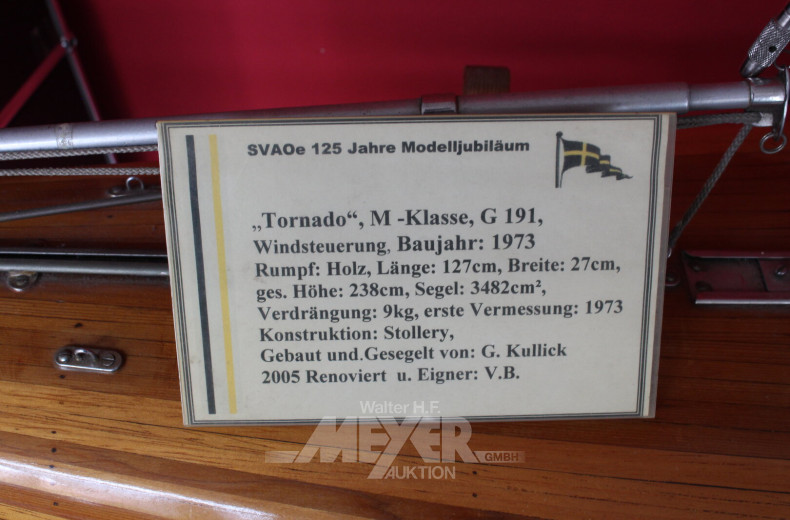 SVAOe 125 Jahre Modelljubiläum
„Tornado“, M -Klasse, G 191,
Windsteuerung, Baujahr: 1973
Rumpf: Holz, Länge: 127cm, Breite: 27cm,
ges. Höhe: 238cm, Segel: 3482cm²,
Verdrängung: 9kg, erste Vermessung: 1973
Konstruktion: Stollery,
Gebaut und.Gesegelt von: G. Kullick
2005 Renoviert u. Eigner: V.B.
Walter H.F.
MEYER GMBH
AUKTION